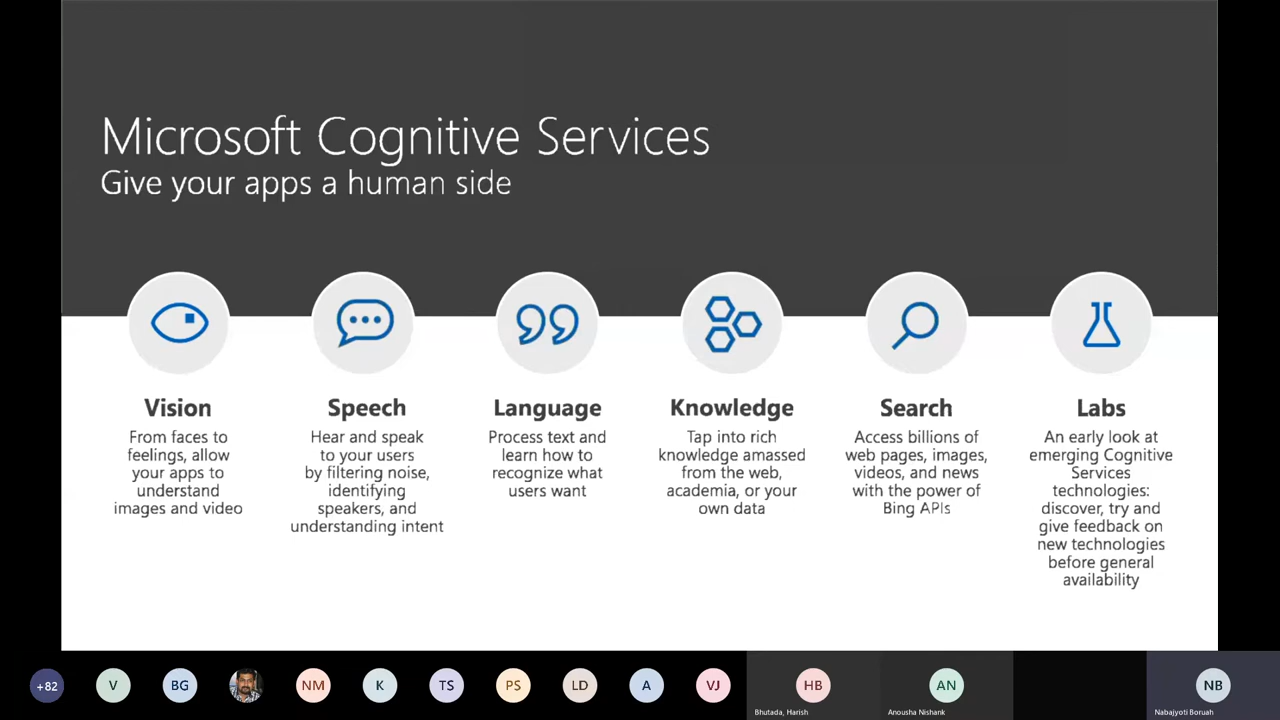 Microsoft Cognitive Services
Give your apps a human side
Vision
From faces to
feelings, allow
your apps to
understand
images and video
Speech
Hear and speak
to your users
by filtering noise,
identifying
speakers, and
understanding intent
Language
Process text and
learn how to
recognize what
users want
Knowledge
Tap into rich
knowledge amassed
from the web,
academia, or your
own data
Search
Access billions of
web pages, images,
videos, and news
with the power of
Bing APIs
Labs
An early look at
emerging Cognitive
Services
technologies:
discover, try and
give feedback on
new technologies
before general
availability
+82
V
BG
NM
K
TS
PS
LD
A
VJ
HB
Bhutada, Harish
AN
Anousha Nishank
NB
Nabajyoti Boruah